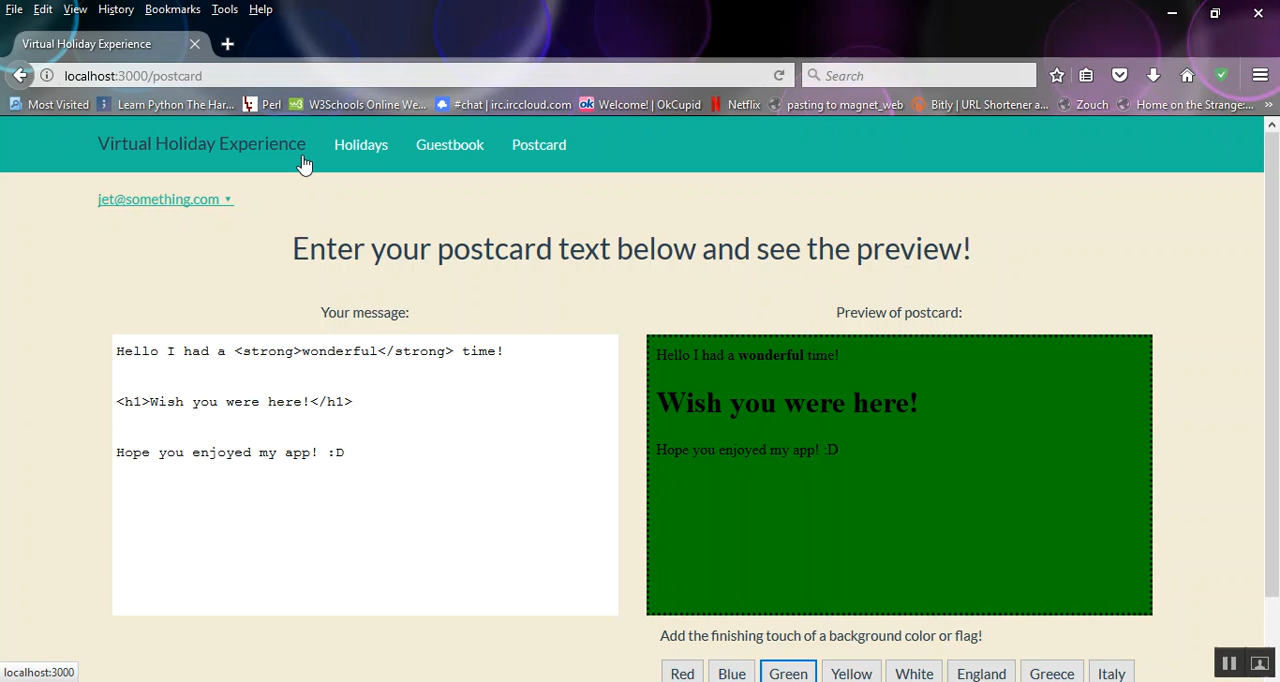 File Edit View History Bookmarks Tools Help
Virtual Holiday Experience
localhost:3000/postcard
Search
Most Visited Learn Python The Har... Perl W3Schools Online We... #chat | irc.irccloud.com Welcome! | OkCupid Netflix pasting to magnet_web Bitly | URL Shortener a... Zouch Home on the Strange:... »
Virtual Holiday Experience Holidays Guestbook Postcard
jet@something.com
Enter your postcard text below and see the preview!
Your message:
Hello I had a <strong>wonderful</strong> time!
<h1>Wish you were here!</h1>
Hope you enjoyed my app! :D
Preview of postcard:
Hello I had a wonderful time!
Wish you were here!
Hope you enjoyed my app! :D
Add the finishing touch of a background color or flag!
Red Blue Green Yellow White England Greece Italy
localhost:3000